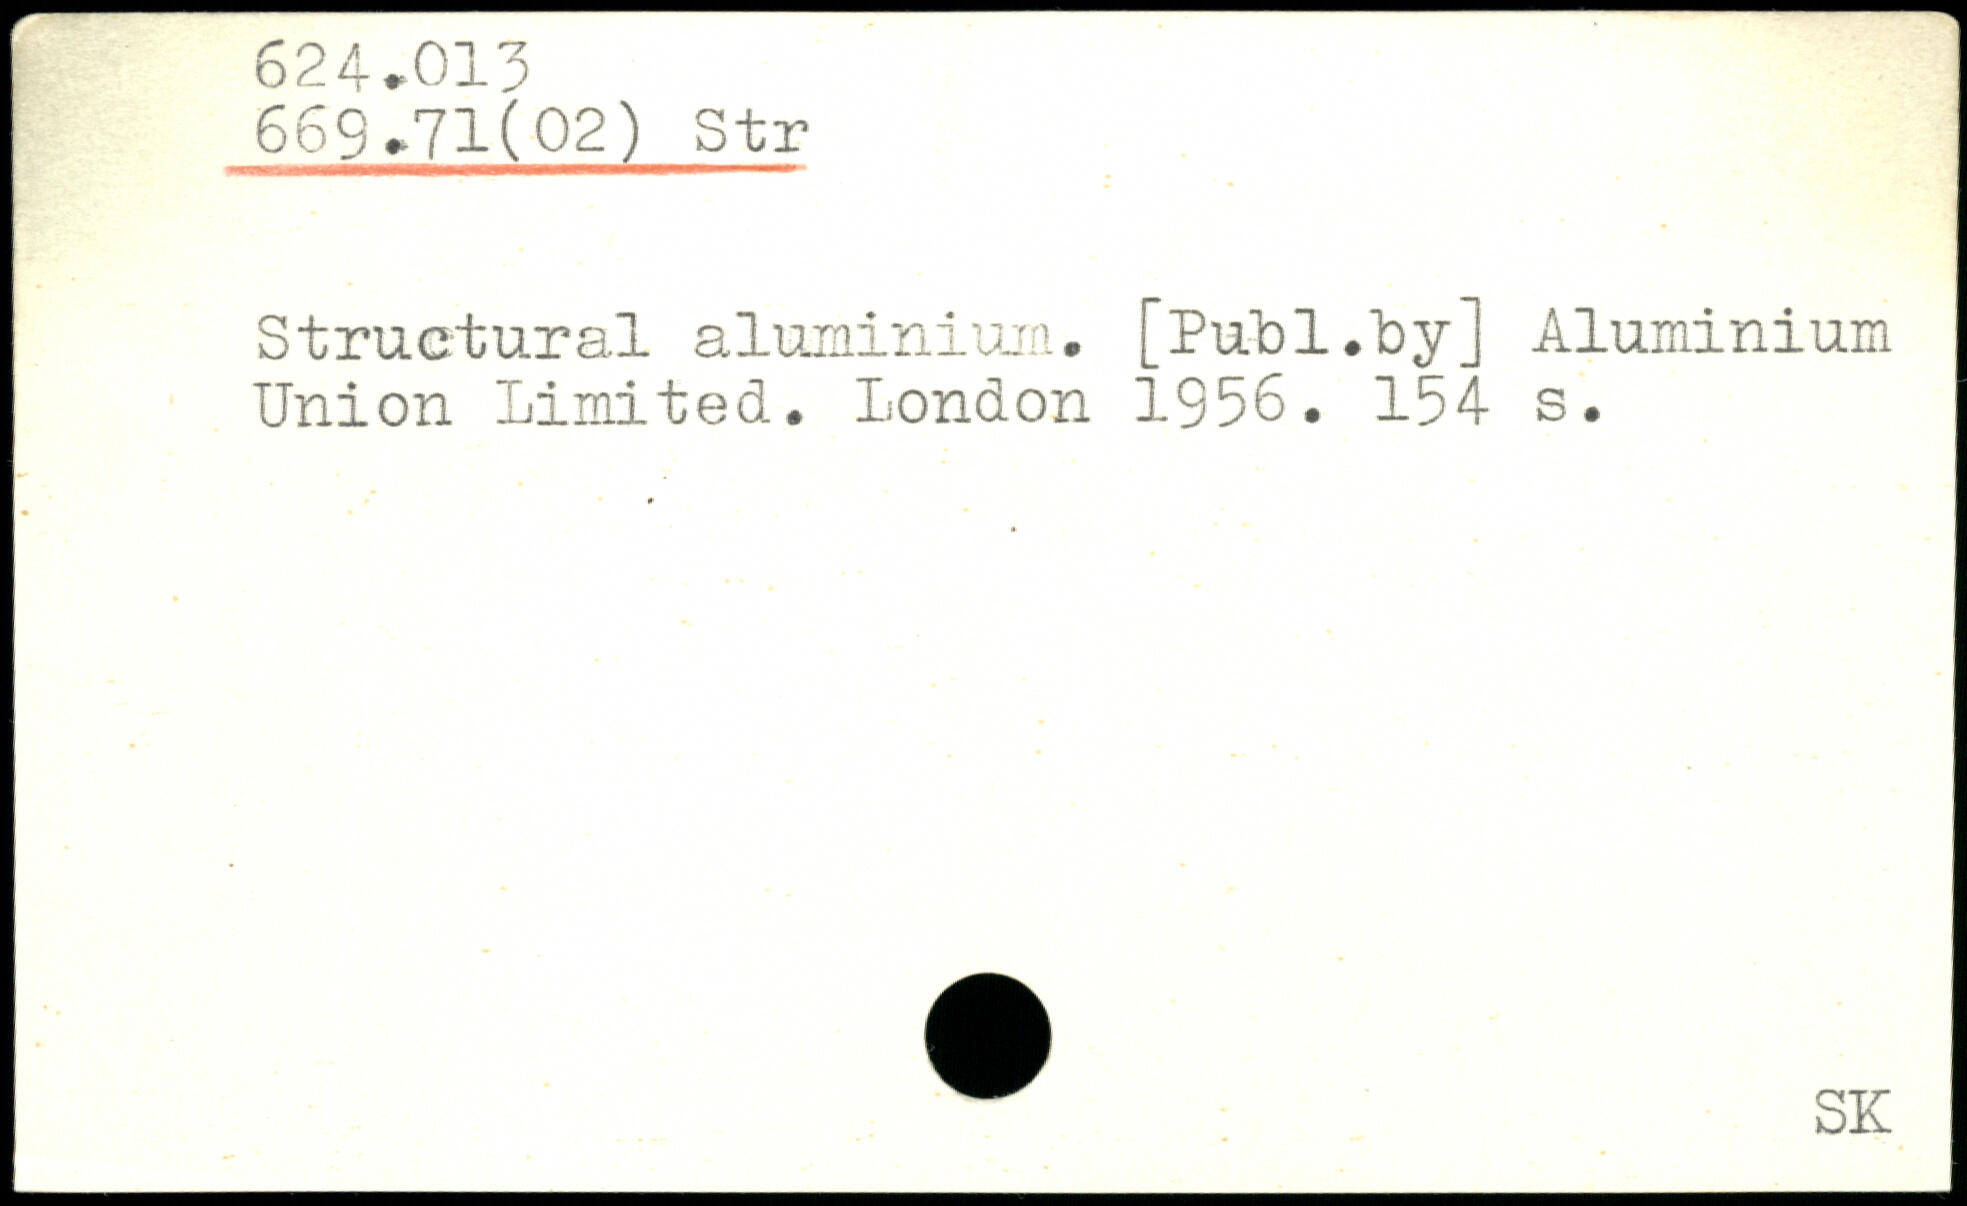 624.013
669.71(02) Str
Structural aluminium. [Publ.by] Aluminium
Union Limited. London 1956. 154 s.
SK